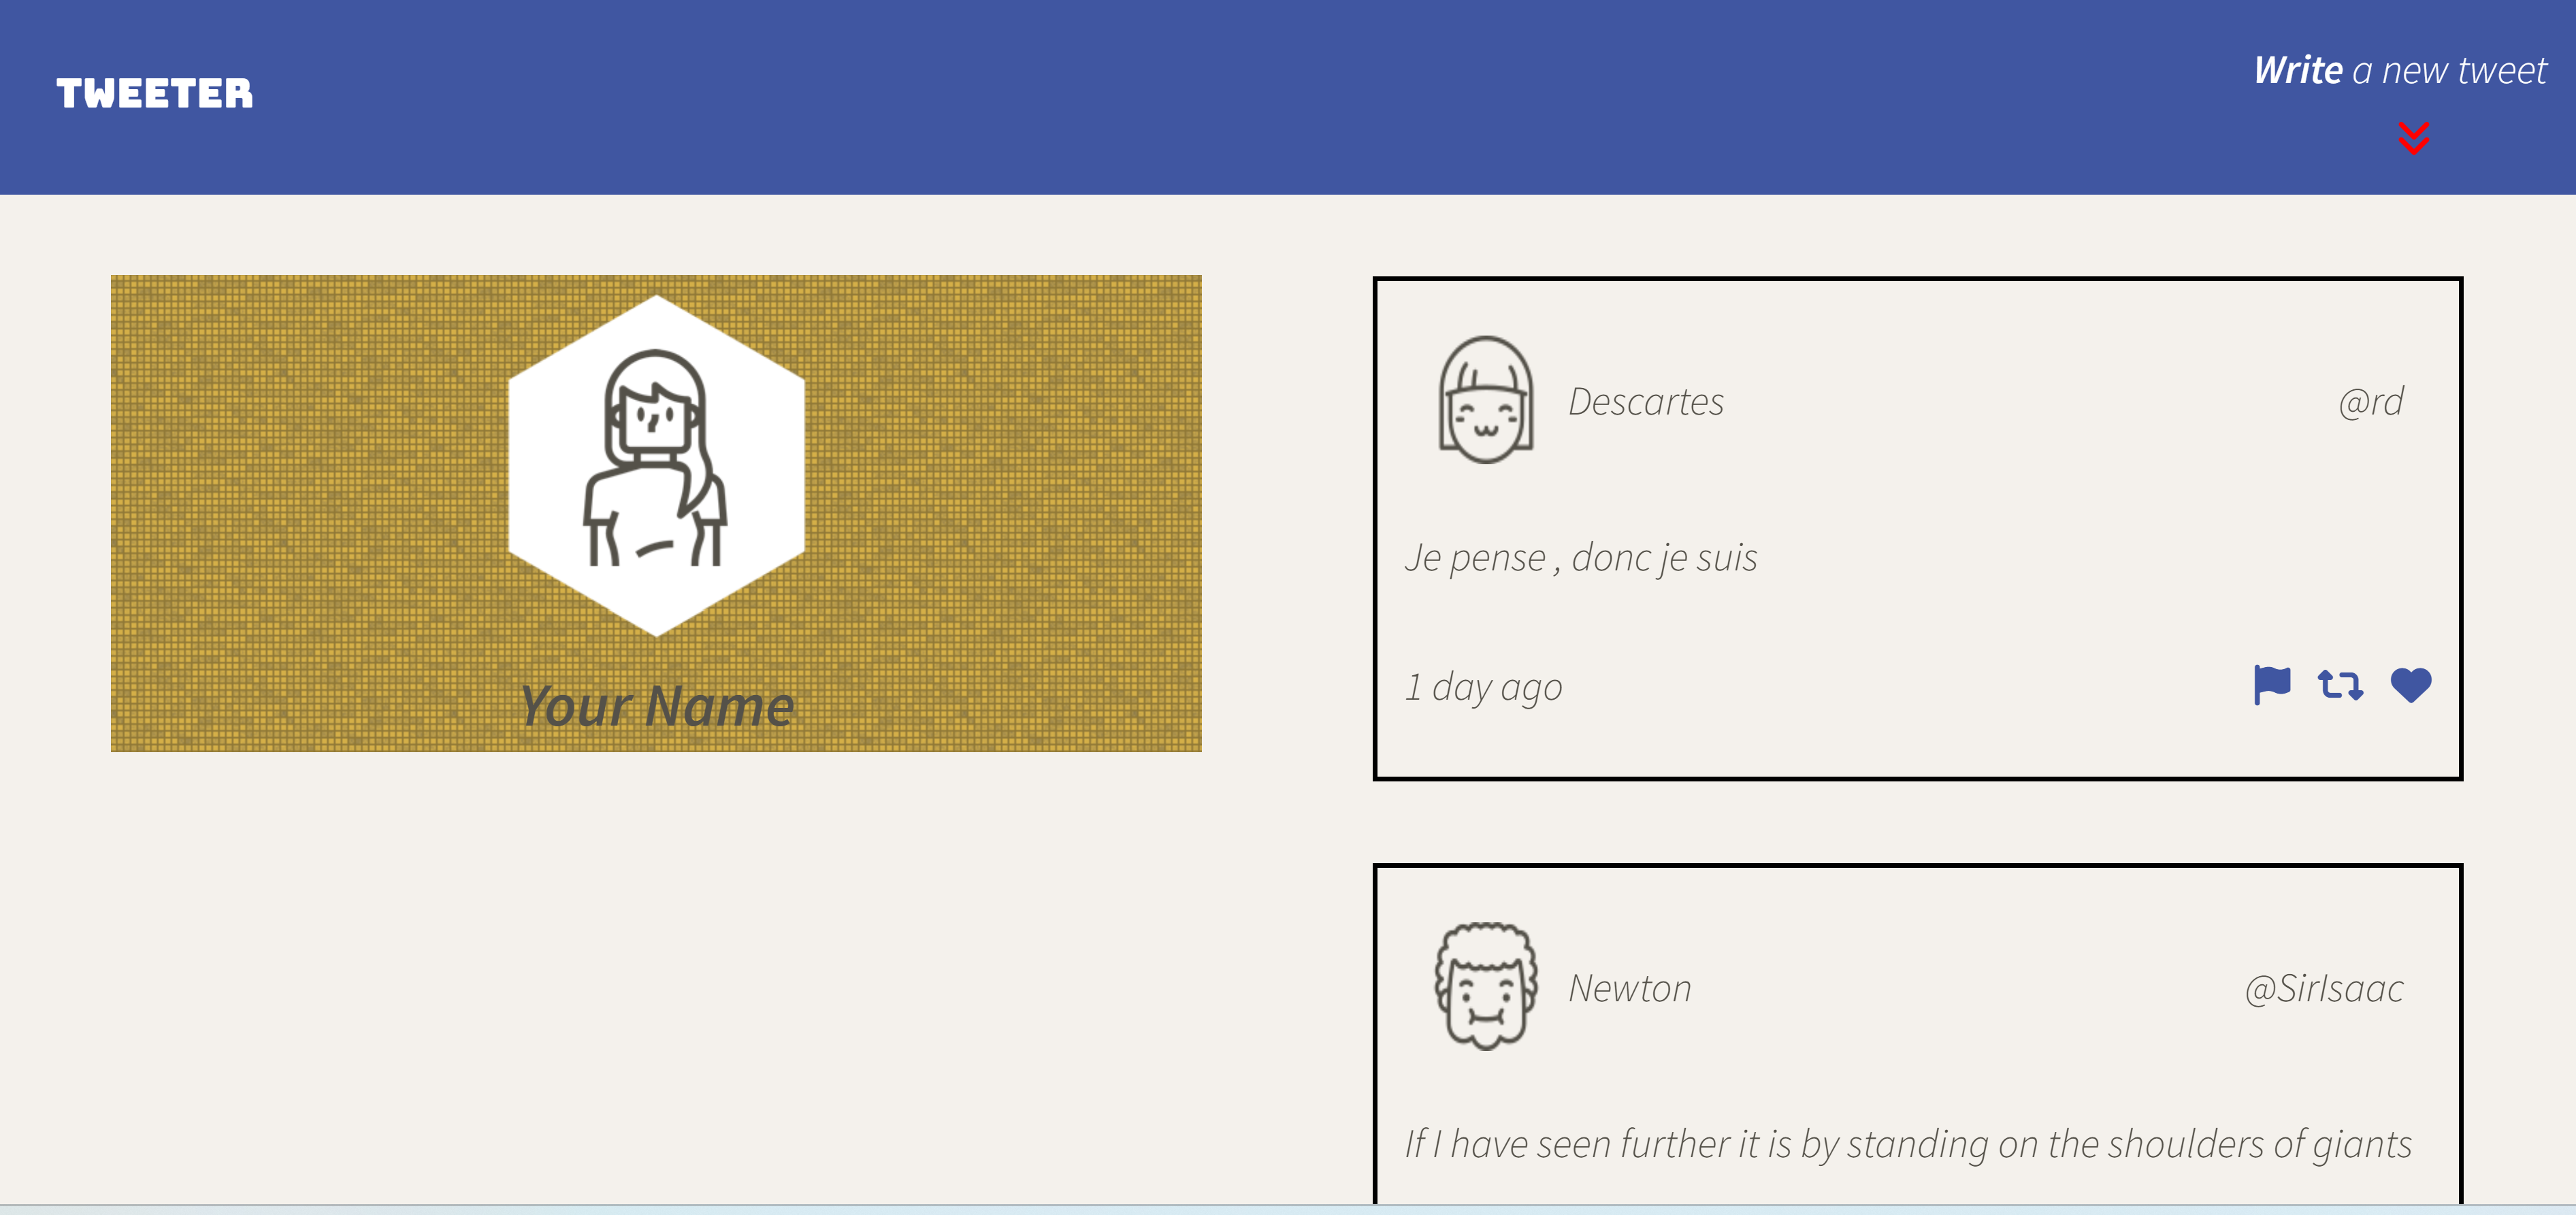 TWEETER
Write a new tweet
Your Name
Descartes
@rd
Je pense , donc je suis
1 day ago
Newton
@SirIsaac
If I have seen further it is by standing on the shoulders of giants